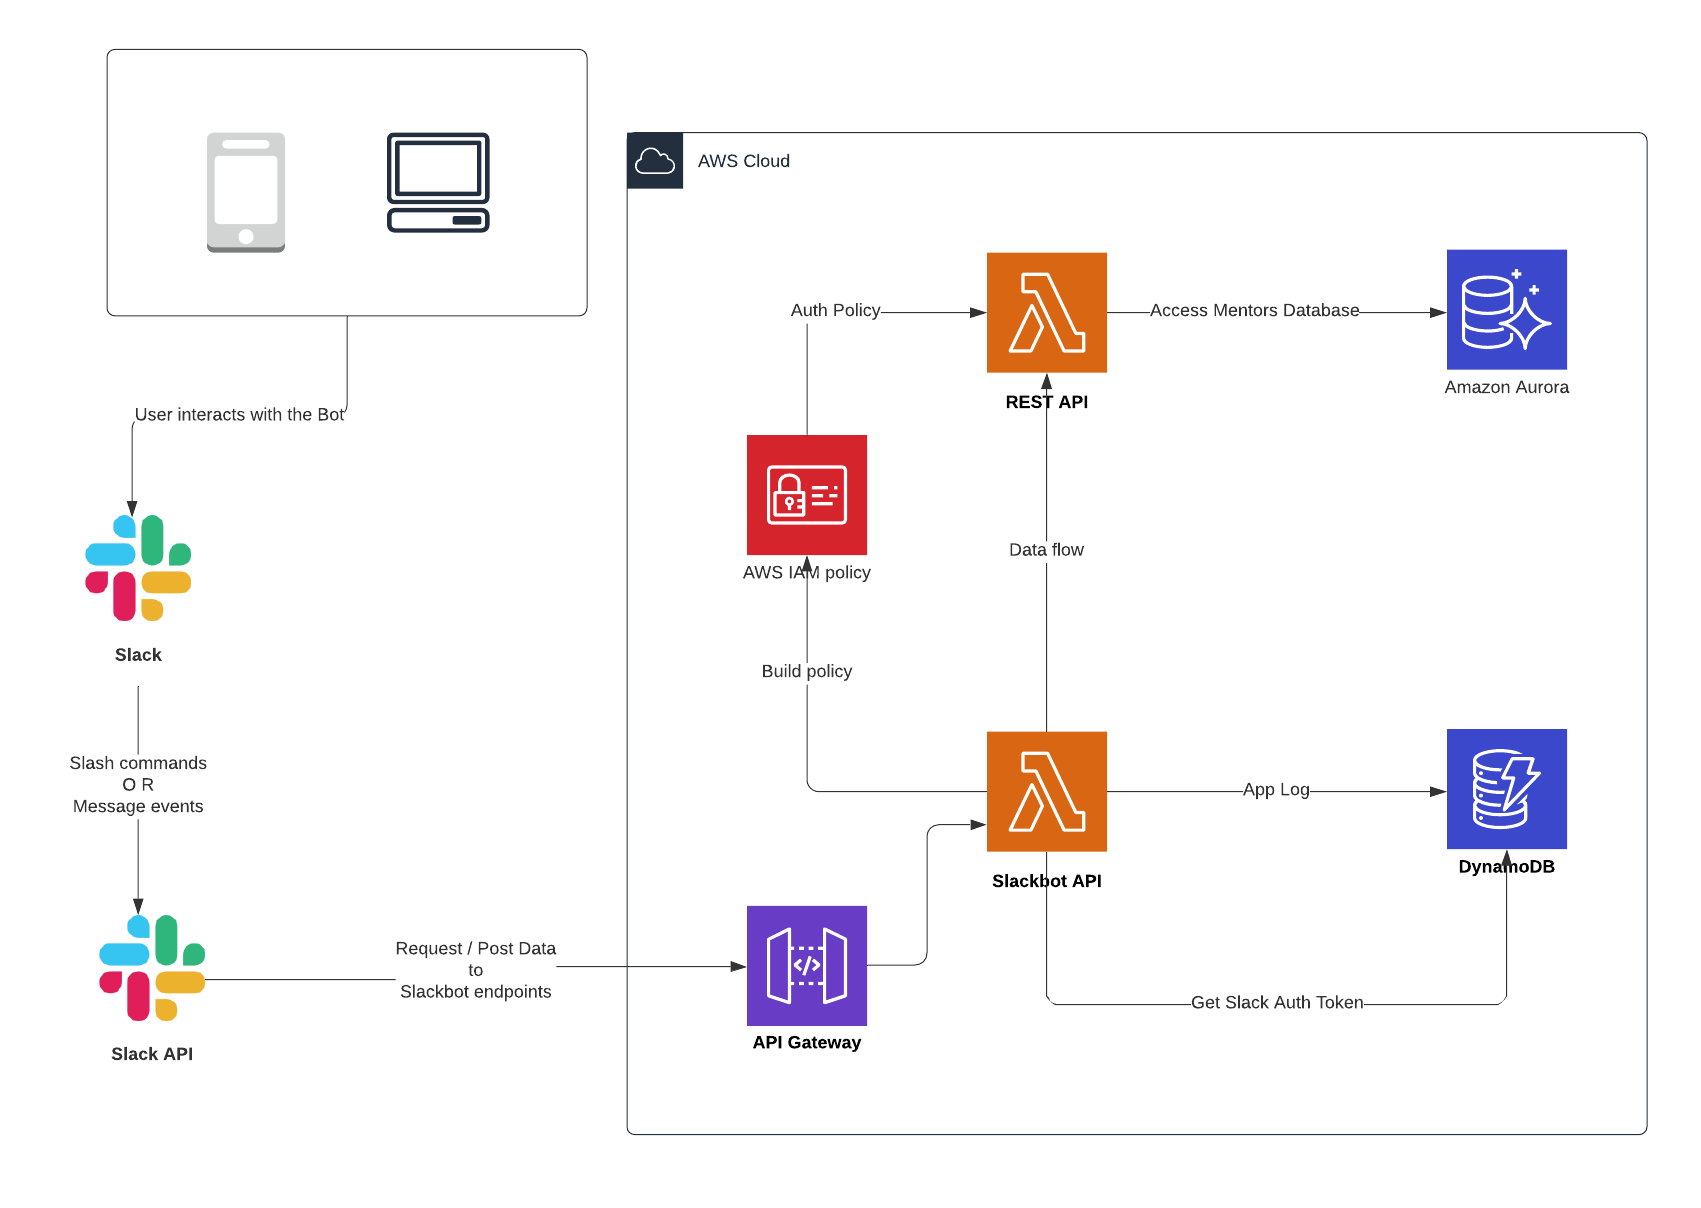 AWS Cloud
Auth Policy
Access Mentors Database
REST API
Amazon Aurora
User interacts with the Bot
AWS IAM policy
Data flow
Slack
Build policy
Slash commands
O R
Message events
App Log
Slackbot API
DynamoDB
Request / Post Data
to
Slackbot endpoints
Get Slack Auth Token
Slack API
API Gateway